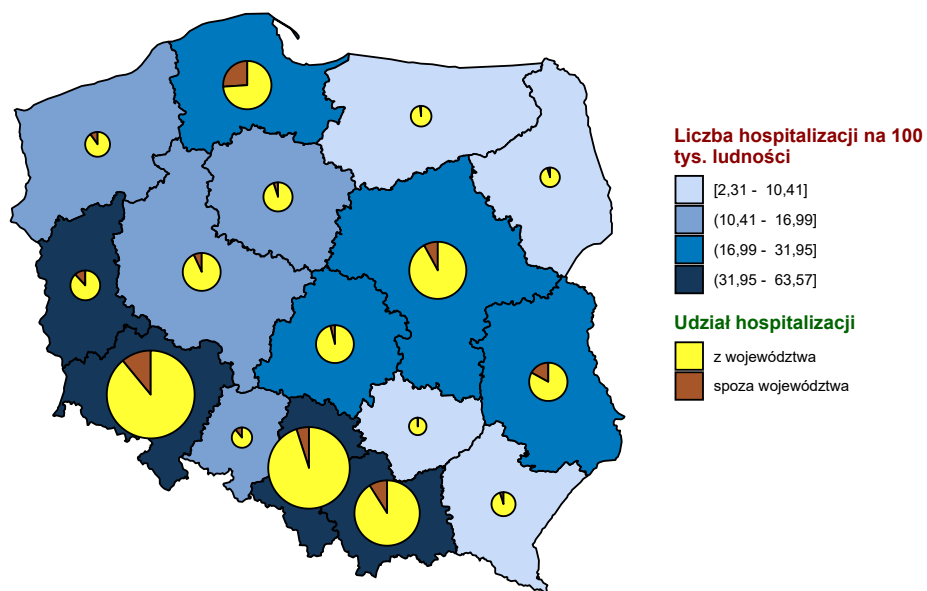 Liczba hospitalizacji na 100
tys. ludności
[2,31 - 10,41]
(10,41 - 16,99]
(16,99 - 31,95]
(31,95 - 63,57]
Udział hospitalizacji
z województwa
spoza województwa